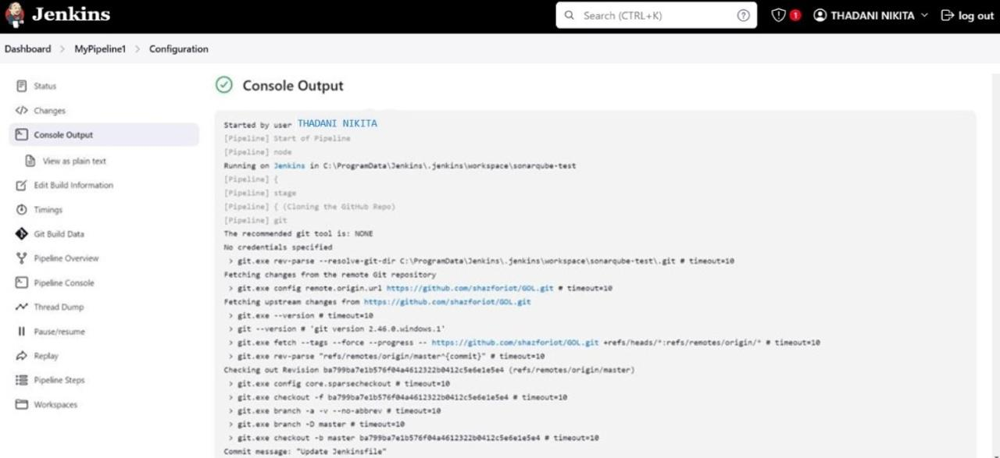 Jenkins
Search (CTRL+K)
1
THADANI NIKITA
log out
Dashboard > MyPipeline1 > Configuration
Status
Changes
Console Output
View as plain text
Edit Build Information
Timings
Git Build Data
Pipeline Overview
Pipeline Console
Thread Dump
Pause/resume
Replay
Pipeline Steps
Workspaces
Console Output
Started by user THADANI NIKITA
[Pipeline] Start of Pipeline
[Pipeline] node
Running on Jenkins in C:\ProgramData\Jenkins\.jenkins\workspace\sonarqube-test
[Pipeline] {
[Pipeline] stage
[Pipeline] { (Cloning the GitHub Repo)
[Pipeline] git
The recommended git tool is: NONE
No credentials specified
> git.exe rev-parse --resolve-git-dir C:\ProgramData\Jenkins\.jenkins\workspace\sonarqube-test\.git # timeout=10
Fetching changes from the remote Git repository
> git.exe config remote.origin.url https://github.com/shazforiot/GOL.git # timeout=10
Fetching upstream changes from https://github.com/shazforiot/GOL.git
> git.exe --version # timeout=10
> git --version # 'git version 2.46.0.windows.1'
> git.exe fetch --tags --force --progress -- https://github.com/shazforiot/GOL.git +refs/heads/*:refs/remotes/origin/* # timeout=10
> git.exe rev-parse "refs/remotes/origin/master^{commit}" # timeout=10
Checking out Revision ba799ba7e1b576f04a4612322b0412c5e6e1e5e4 (refs/remotes/origin/master)
> git.exe config core.sparsecheckout # timeout=10
> git.exe checkout -f ba799ba7e1b576f04a4612322b0412c5e6e1e5e4 # timeout=10
> git.exe branch -a -v --no-abbrev # timeout=10
> git.exe branch -D master # timeout=10
> git.exe checkout -b master ba799ba7e1b576f04a4612322b0412c5e6e1e5e4 # timeout=10
Commit message: "Update Jenkinsfile"